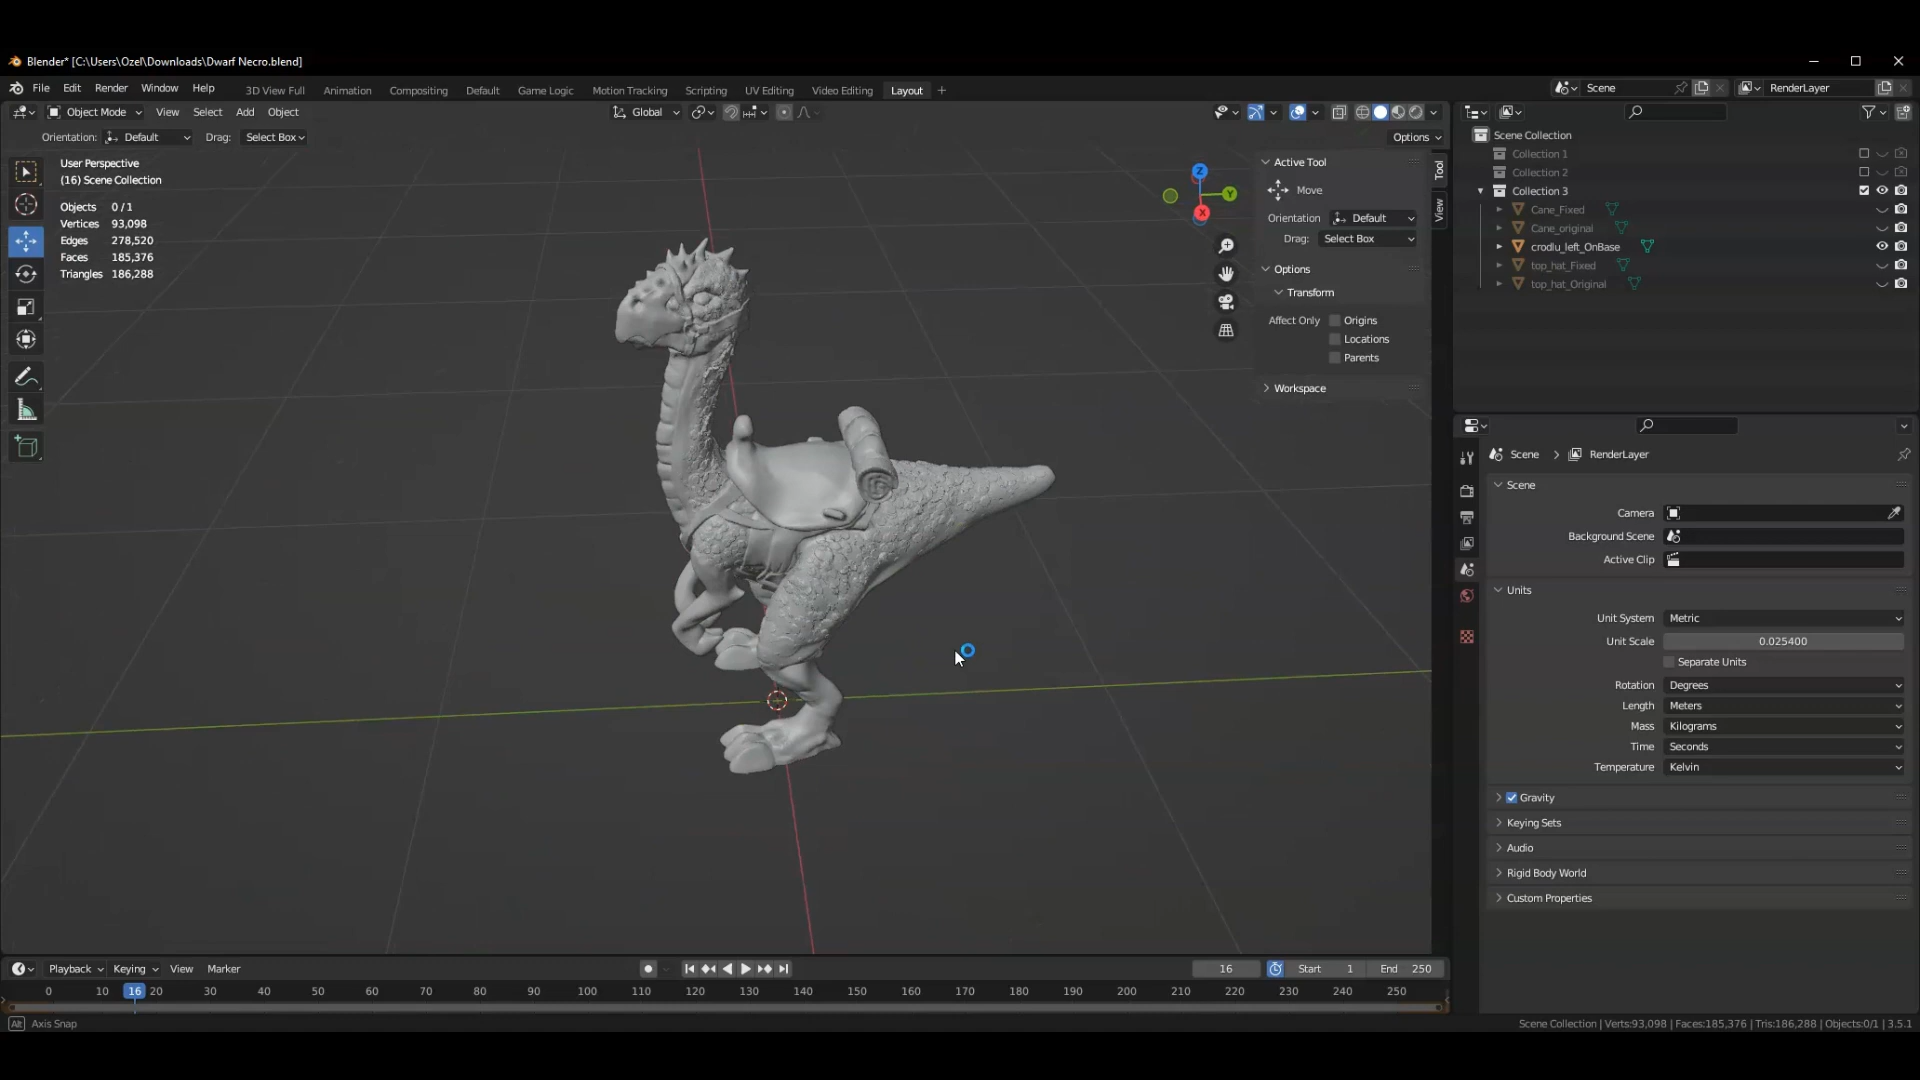 Blender* [C:\Users\Ozel\Downloads\Dwarf Necro.blend]
File Edit Render Window Help 3D View Full Animation Compositing Default Game Logic Motion Tracking Scripting UV Editing Video Editing Layout + Scene RenderLayer
Object Mode View Select Add Object Global
Orientation: Default Drag: Select Box Options
User Perspective
(16) Scene Collection
Objects 0 / 1
Vertices 93,098
Edges 278,520
Faces 185,376
Triangles 186,288
Z
Y
X
Active Tool
Move
Orientation Default
Drag: Select Box
Options
Transform
Affect Only Origins
Locations
Parents
Workspace
Tool
View
Scene Collection
Collection 1
Collection 2
Collection 3
Cane_Fixed
Cane_original
crodlu_left_OnBase
top_hat_Fixed
top_hat_Original
Scene RenderLayer
Scene
Camera
Background Scene
Active Clip
Units
Unit System Metric
Unit Scale 0.025400
Separate Units
Rotation Degrees
Length Meters
Mass Kilograms
Time Seconds
Temperature Kelvin
Gravity
Keying Sets
Audio
Rigid Body World
Custom Properties
Playback Keying View Marker 16 Start 1 End 250
0 10 16 20 30 40 50 60 70 80 90 100 110 120 130 140 150 160 170 180 190 200 210 220 230 240 250
Alt Axis Snap
Scene Collection | Verts:93,098 | Faces:185,376 | Tris:186,288 | Objects:0/1 | 3.5.1